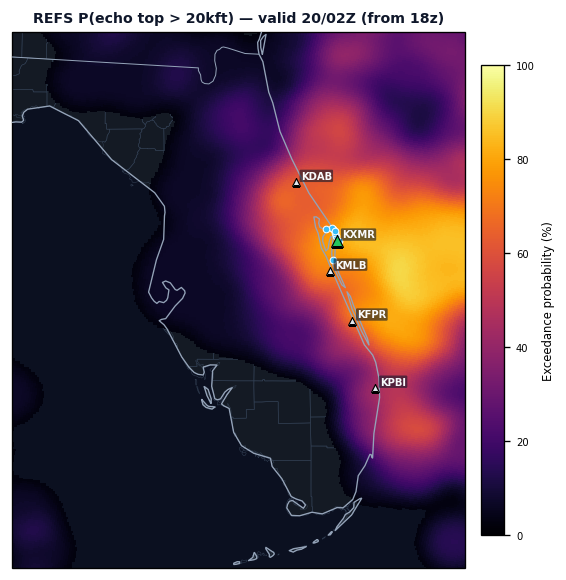 REFS P(echo top > 20kft) — valid 20/02Z (from 18z)
KDAB
KXMR
KMLB
KFPR
KPBI
100
80
60
40
20
0
Exceedance probability (%)